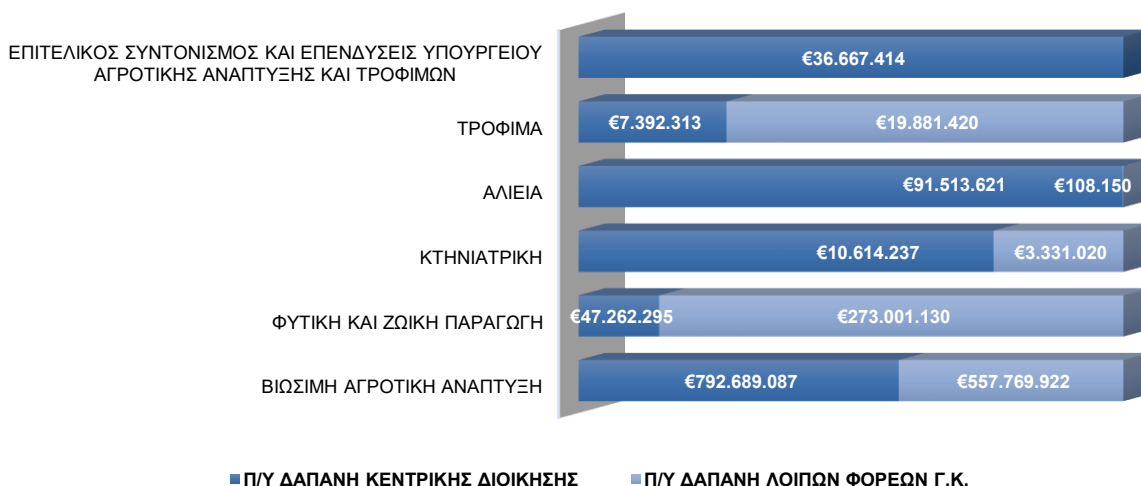 ΕΠΙΤΕΛΙΚΟΣ ΣΥΝΤΟΝΙΣΜΟΣ ΚΑΙ ΕΠΕΝΔΥΣΕΙΣ ΥΠΟΥΡΓΕΙΟΥ
ΑΓΡΟΤΙΚΗΣ ΑΝΑΠΤΥΞΗΣ ΚΑΙ ΤΡΟΦΙΜΩΝ
€36.667.414
ΤΡΟΦΙΜΑ €7.392.313 €19.881.420
ΑΛΙΕΙΑ €91.513.621 €108.150
ΚΤΗΝΙΑΤΡΙΚΗ €10.614.237 €3.331.020
ΦΥΤΙΚΗ ΚΑΙ ΖΩΙΚΗ ΠΑΡΑΓΩΓΗ €47.262.295 €273.001.130
ΒΙΩΣΙΜΗ ΑΓΡΟΤΙΚΗ ΑΝΑΠΤΥΞΗ €792.689.087 €557.769.922
Π/Υ ΔΑΠΑΝΗ ΚΕΝΤΡΙΚΗΣ ΔΙΟΙΚΗΣΗΣ Π/Υ ΔΑΠΑΝΗ ΛΟΙΠΩΝ ΦΟΡΕΩΝ Γ.Κ.